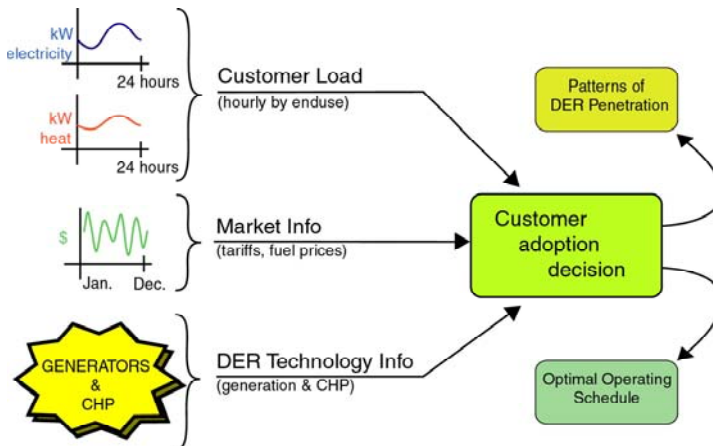 kW
electricity
24 hours
kW
heat
24 hours
Customer Load
(hourly by enduse)
$
Jan. Dec.
Market Info
(tariffs, fuel prices)
GENERATORS
&
CHP
DER Technology Info
(generation & CHP)
Customer
adoption
decision
Patterns of
DER Penetration
Optimal Operating
Schedule